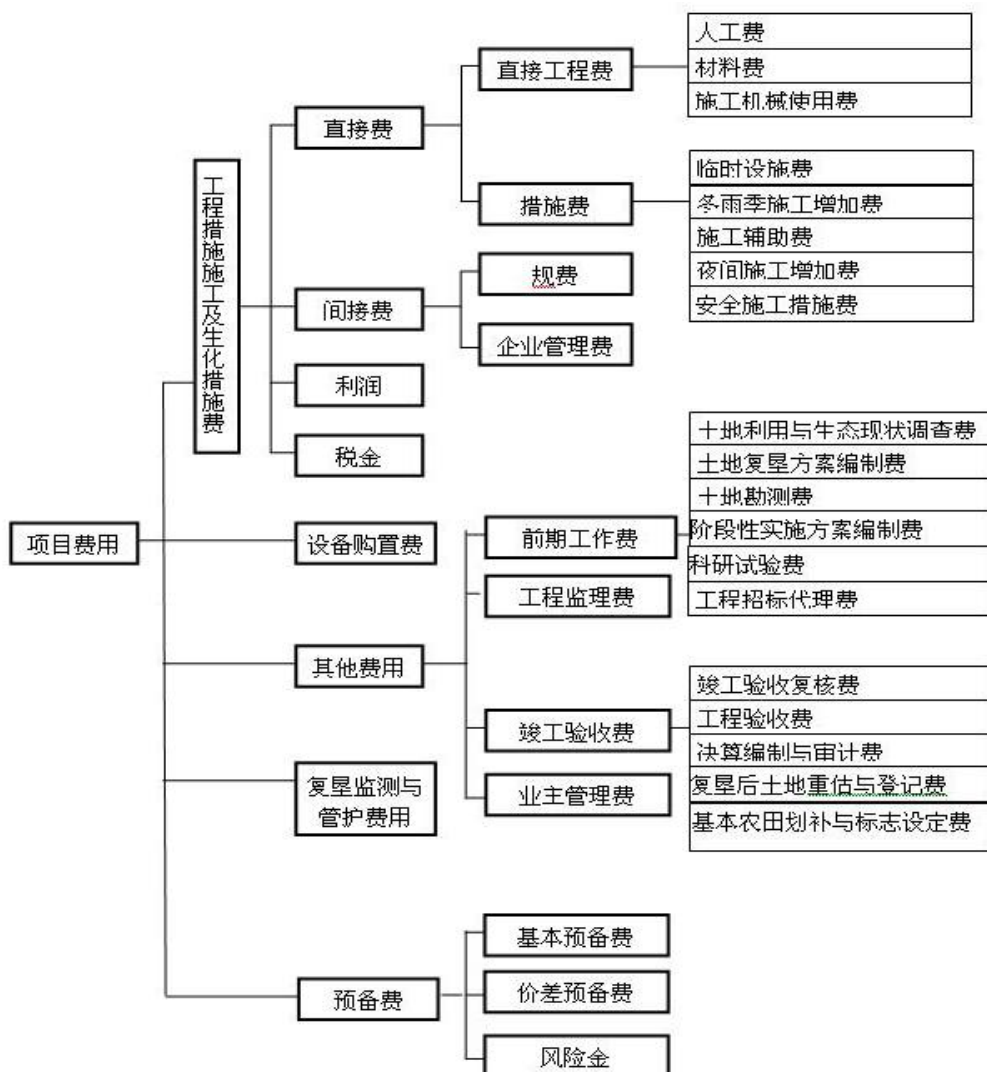 项目费用
工程措施施工及生化措施费
直接费
直接工程费
人工费
材料费
施工机械使用费
措施费
临时设施费
冬雨季施工增加费
施工辅助费
夜间施工增加费
安全施工措施费
间接费
规费
企业管理费
利润
税金
设备购置费
其他费用
前期工作费
土地利用与生态现状调查费
土地复垦方案编制费
土地勘测费
阶段性实施方案编制费
科研试验费
工程招标代理费
工程监理费
竣工验收费
竣工验收复核费
工程验收费
决算编制与审计费
复垦后土地重估与登记费
基本农田划补与标志设定费
业主管理费
复垦监测与
管护费用
预备费
基本预备费
价差预备费
风险金